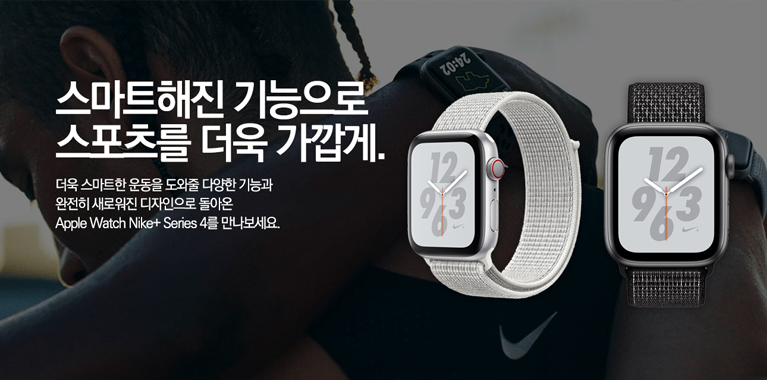 스마트해진 기능으로
스포츠를 더욱 가깝게.
더욱 스마트한 운동을 도와줄 다양한 기능과
완전히 새로워진 디자인으로 돌아온
Apple Watch Nike+ Series 4를 만나보세요.
24:02
12
9 3
6
12
9 3
6